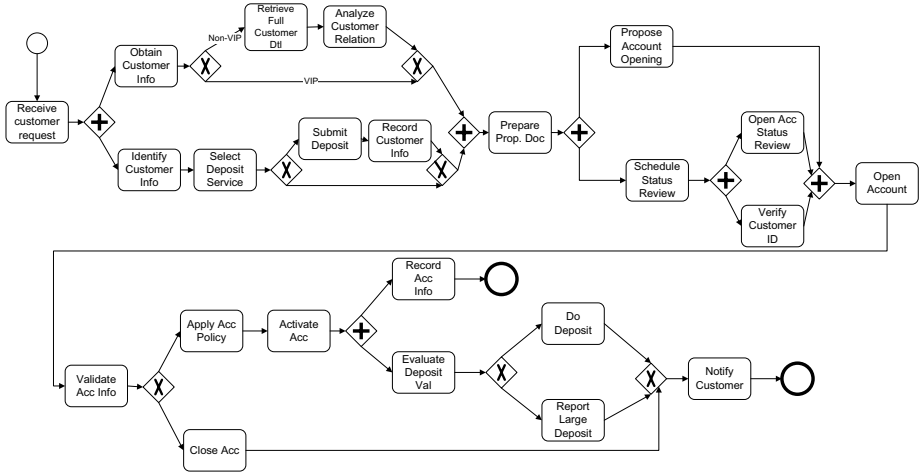 Receive
customer
request
Obtain
Customer
Info
Non-VIP
Retrieve
Full
Customer
Dtl
Analyze
Customer
Relation
VIP
Identify
Customer
Info
Select
Deposit
Service
Submit
Deposit
Record
Customer
Info
Prepare
Prop. Doc
Propose
Account
Opening
Schedule
Status
Review
Open Acc
Status
Review
Verify
Customer
ID
Open
Account
Validate
Acc Info
Apply Acc
Policy
Activate
Acc
Record
Acc
Info
Evaluate
Deposit
Val
Do
Deposit
Report
Large
Deposit
Close Acc
Notify
Customer